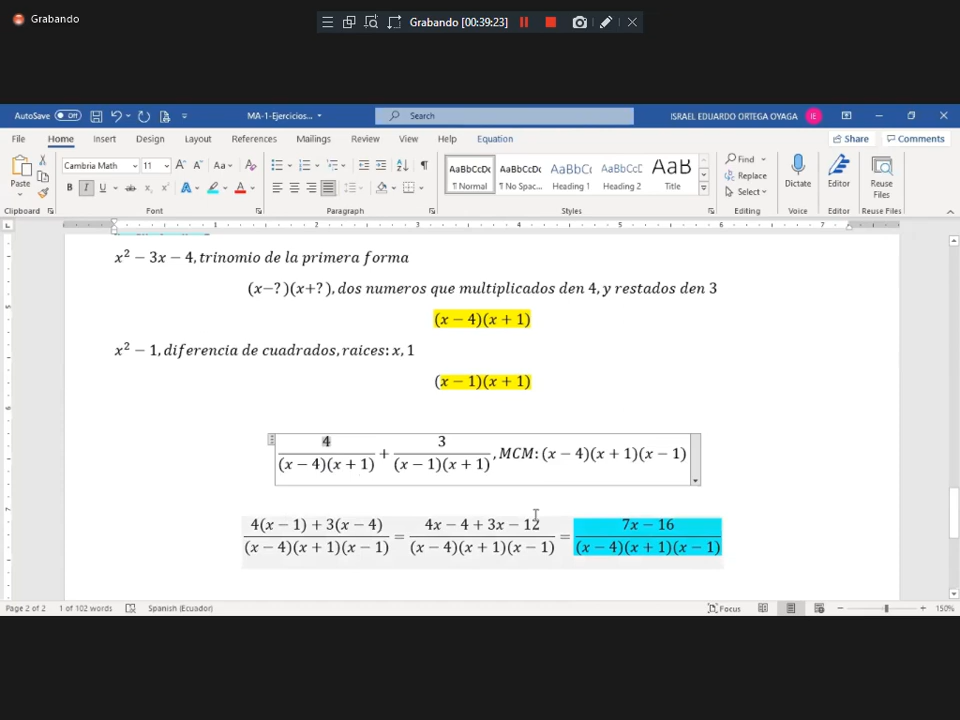 Grabando
Grabando [00:39:23]
AutoSave Off MA-1-Ejercicios... Search ISRAEL EDUARDO ORTEGA OYAGA IE
File Home Insert Design Layout References Mailings Review View Help Equation Share Comments
Paste Cambria Math 11 AaBbCcDc ¶ Normal AaBbCcDc ¶ No Spac... AaBbCc Heading 1 AaBbCc Heading 2 AaB Title Find Replace Select Dictate Editor Reuse Files
Clipboard Font Paragraph Styles Editing Voice Editor Reuse Files
x² − 3x − 4, trinomio de la primera forma
(x−?)(x+?), dos numeros que multiplicados den 4, y restados den 3
(x − 4)(x + 1)
x² − 1, diferencia de cuadrados, raices: x, 1
(x − 1)(x + 1)
4/((x − 4)(x + 1)) + 3/((x − 1)(x + 1)), MCM: (x − 4)(x + 1)(x − 1)
(4(x − 1) + 3(x − 4))/((x − 4)(x + 1)(x − 1)) = (4x − 4 + 3x − 12)/((x − 4)(x + 1)(x − 1)) = (7x − 16)/((x − 4)(x + 1)(x − 1))
Page 2 of 2 1 of 102 words Spanish (Ecuador) Focus 150%